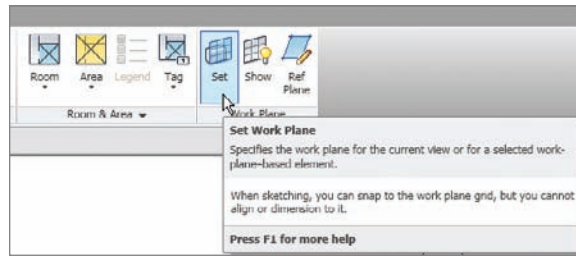 Room Area Legend Tag Set Show Ref Plane
Room & Area Work Plane
Set Work Plane
Specifies the work plane for the current view or for a selected work-
plane-based element.
When sketching, you can snap to the work plane grid, but you cannot
align or dimension to it.
Press F1 for more help